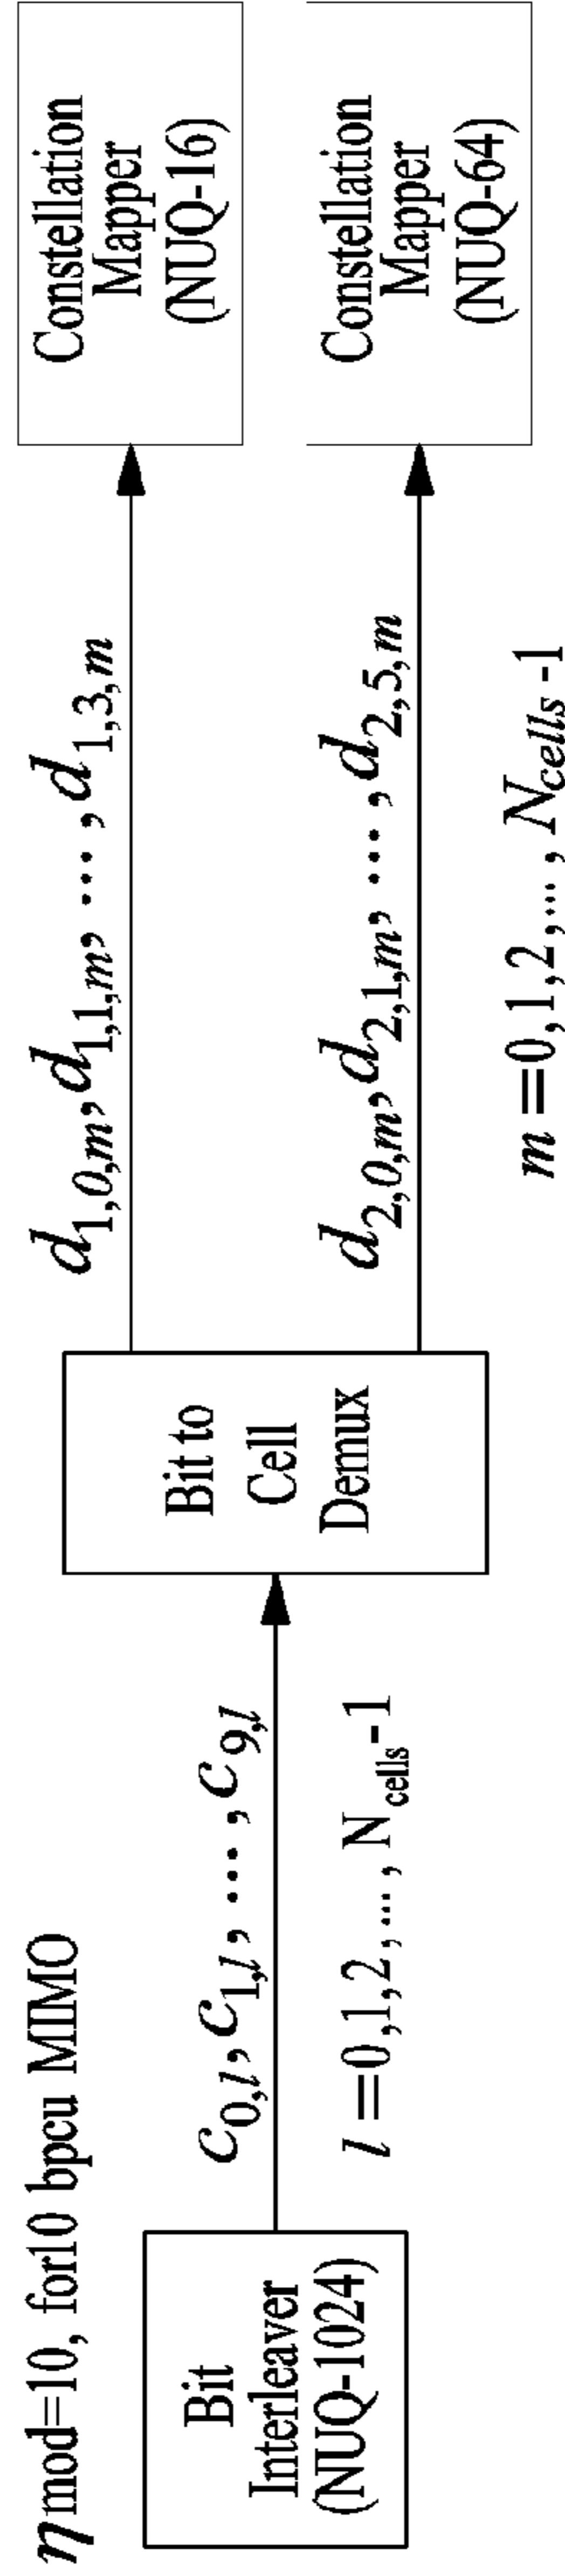 η mod=10, for10 bpcu MIMO
Bit
Interleaver
(NUQ-1024)
c0,l, c1,l, ..., c9,l
l =0,1,2,..., Ncells-1
Bit to
Cell
Demux
d1,0,m, d1,1,m, ..., d1,3,m
d2,0,m, d2,1,m, ..., d2,5,m
m =0,1,2,..., Ncells -1
Constellation
Mapper
(NUQ-16)
Constellation
Mapper
(NUQ-64)